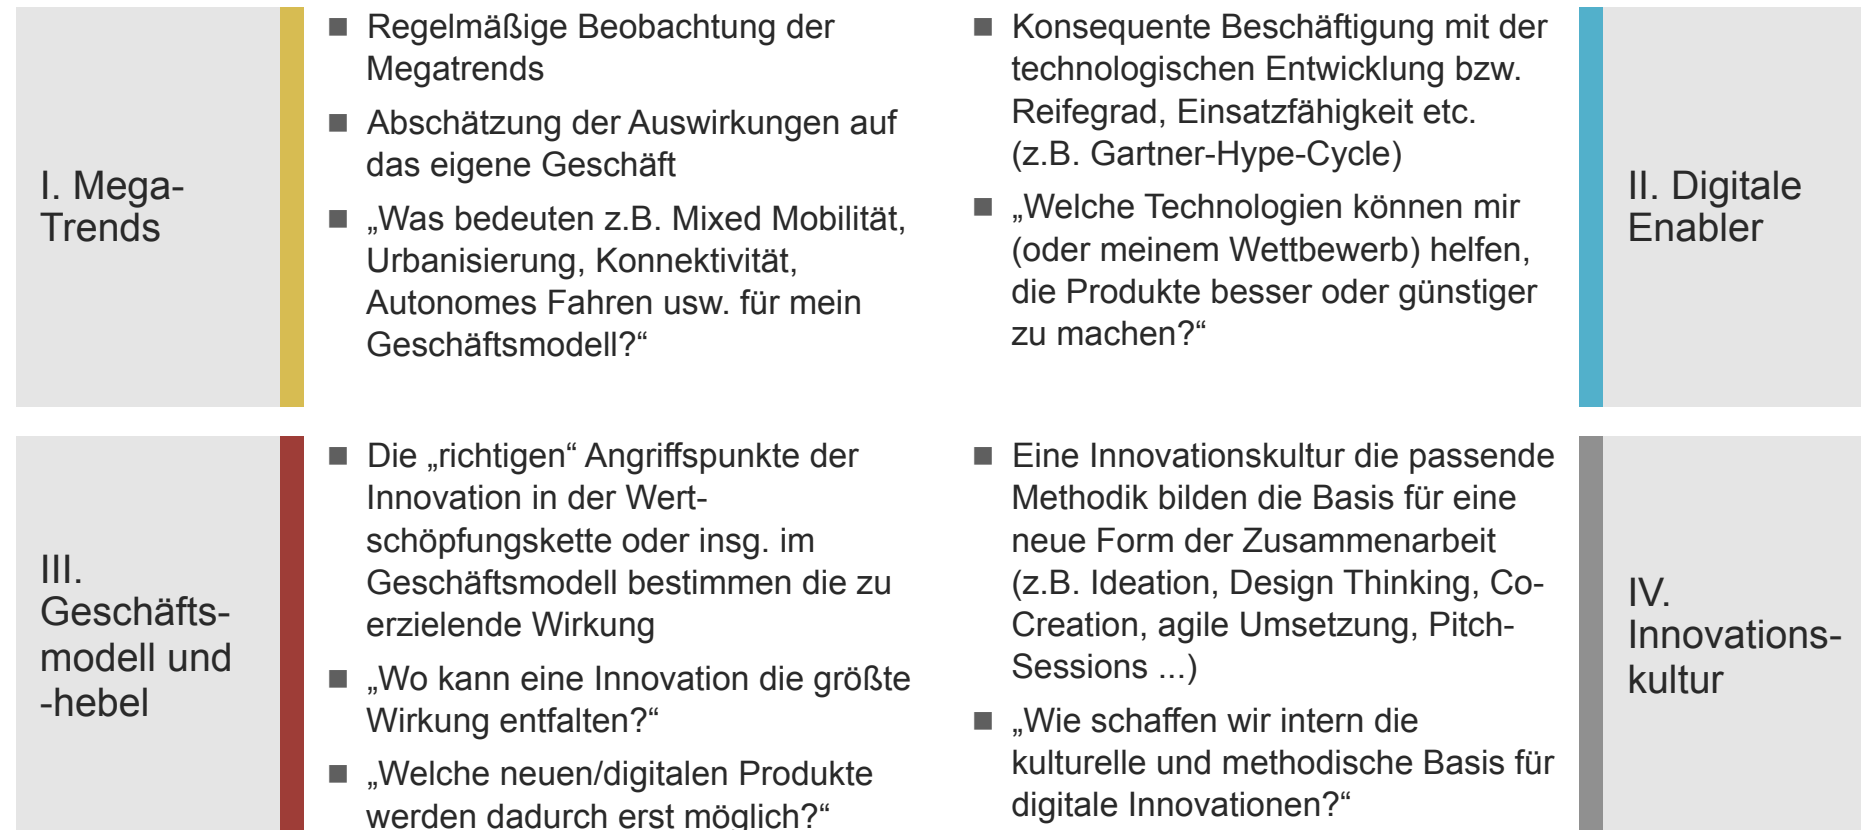 I. Mega-
Trends
■ Regelmäßige Beobachtung der
Megatrends
■ Abschätzung der Auswirkungen auf
das eigene Geschäft
■ „Was bedeuten z.B. Mixed Mobilität,
Urbanisierung, Konnektivität,
Autonomes Fahren usw. für mein
Geschäftsmodell?“
■ Konsequente Beschäftigung mit der
technologischen Entwicklung bzw.
Reifegrad, Einsatzfähigkeit etc.
(z.B. Gartner-Hype-Cycle)
■ „Welche Technologien können mir
(oder meinem Wettbewerb) helfen,
die Produkte besser oder günstiger
zu machen?“
II. Digitale
Enabler
III.
Geschäfts-
modell und
-hebel
■ Die „richtigen“ Angriffspunkte der
Innovation in der Wert-
schöpfungskette oder insg. im
Geschäftsmodell bestimmen die zu
erzielende Wirkung
■ „Wo kann eine Innovation die größte
Wirkung entfalten?“
■ „Welche neuen/digitalen Produkte
werden dadurch erst möglich?“
■ Eine Innovationskultur die passende
Methodik bilden die Basis für eine
neue Form der Zusammenarbeit
(z.B. Ideation, Design Thinking, Co-
Creation, agile Umsetzung, Pitch-
Sessions ...)
■ „Wie schaffen wir intern die
kulturelle und methodische Basis für
digitale Innovationen?“
IV.
Innovations-
kultur